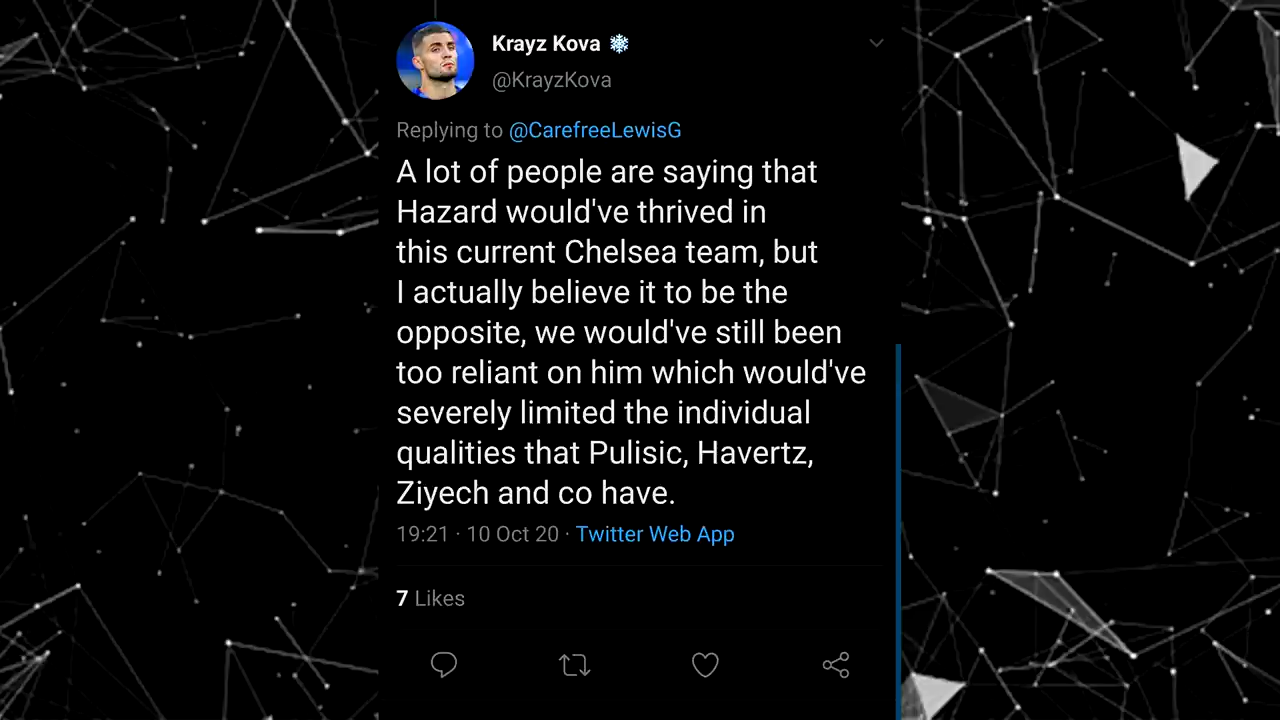 Krayz Kova ❄
@KrayzKova
Replying to @CarefreeLewisG
A lot of people are saying that
Hazard would've thrived in
this current Chelsea team, but
I actually believe it to be the
opposite, we would've still been
too reliant on him which would've
severely limited the individual
qualities that Pulisic, Havertz,
Ziyech and co have.
19:21 · 10 Oct 20 · Twitter Web App
7 Likes